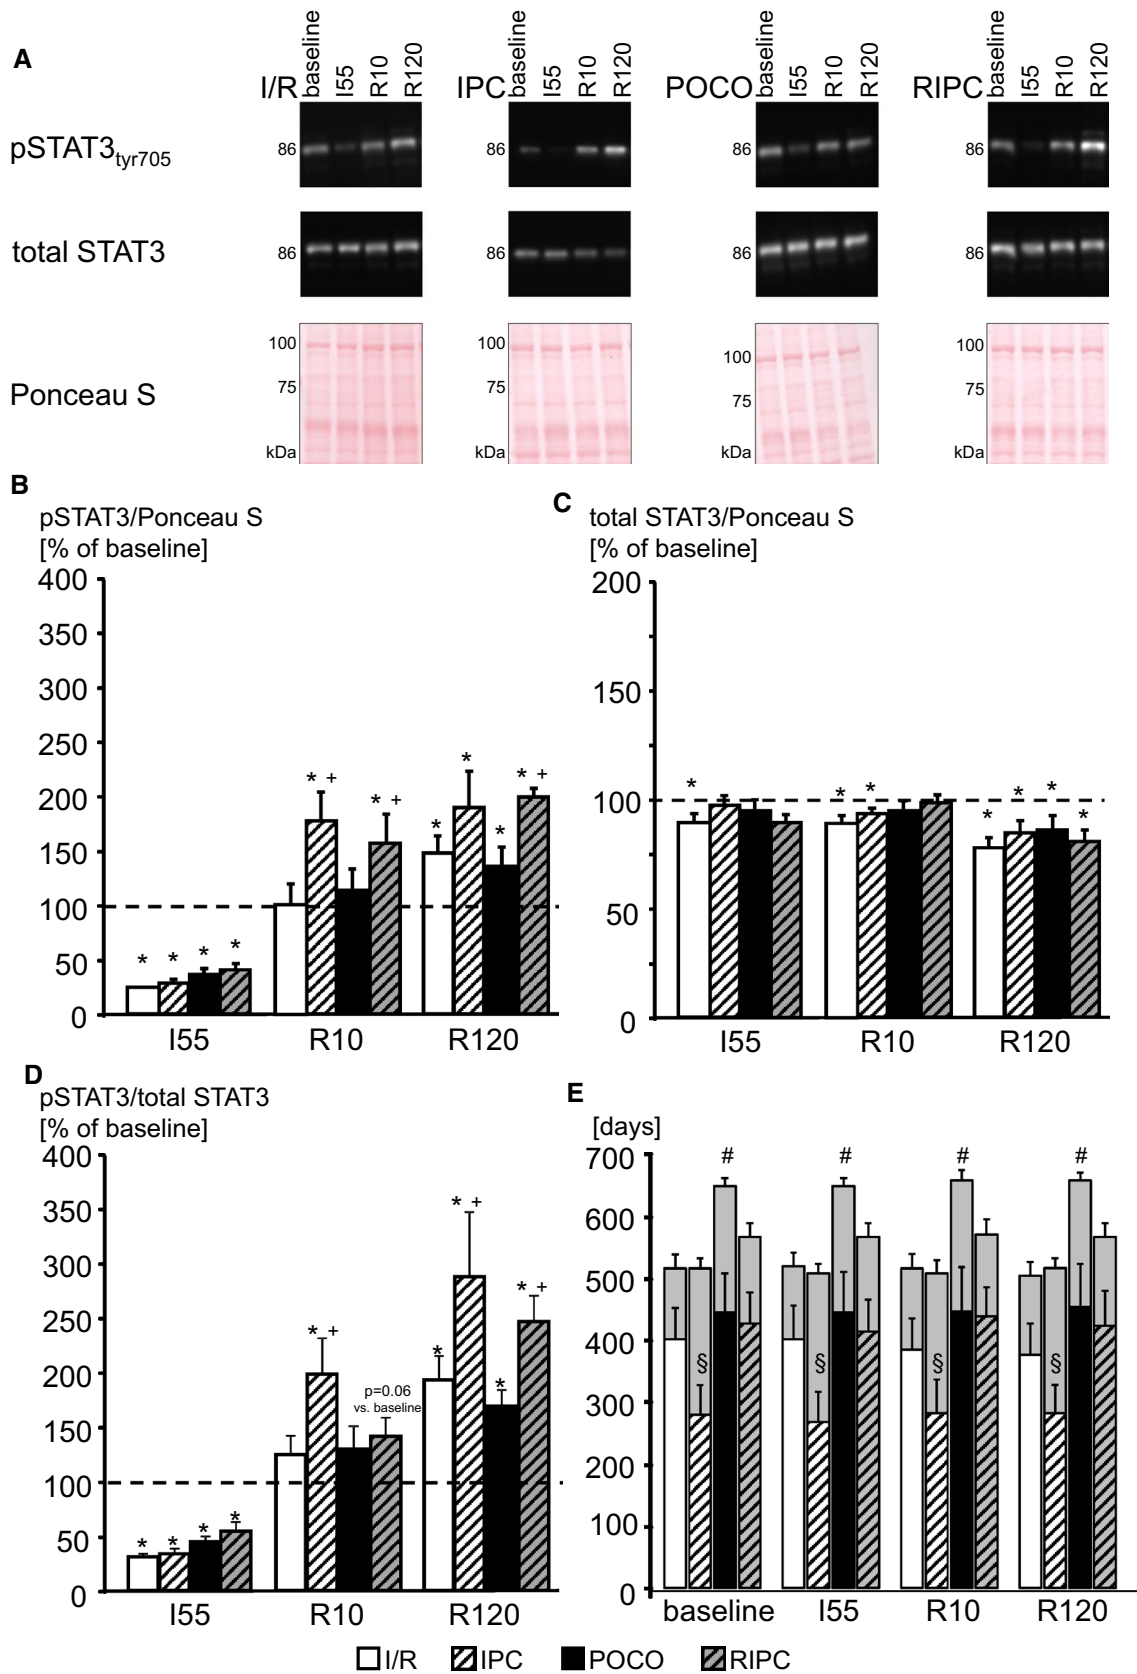 A
I/R baseline I55 R10 R120
IPC baseline I55 R10 R120
POCO baseline I55 R10 R120
RIPC baseline I55 R10 R120
pSTAT3tyr705 86 86 86 86
total STAT3 86 86 86 86
Ponceau S
100 75 kDa
100 75 kDa
100 75 kDa
100 75 kDa
B
pSTAT3/Ponceau S
[% of baseline]
400
350
300
250
200
150
100
50
0
* * * *
* + * +
* * * * +
I55 R10 R120
C
total STAT3/Ponceau S
[% of baseline]
200
150
100
50
0
*
* *
* * * *
I55 R10 R120
D
pSTAT3/total STAT3
[% of baseline]
400
350
300
250
200
150
100
50
0
* * * *
* +
p=0.06
vs. baseline
* * + * * +
I55 R10 R120
E
[days]
700
600
500
400
300
200
100
0
# # # #
§ § § §
baseline I55 R10 R120
I/R IPC POCO RIPC